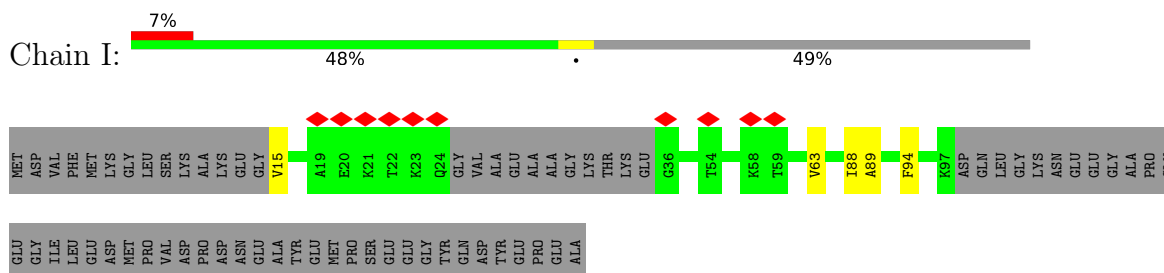 7%
Chain I:
48%
.
49%
MET ASP VAL PHE MET LYS GLY LEU SER LYS ALA LYS GLU GLY V15 A19 E20 K21 T22 K23 Q24 GLY VAL ALA GLU ALA ALA GLY LYS THR LYS GLU G36 T54 K58 T59 V63 I88 A89 F94 K97 ASP GLN LEU GLY LYS ASN GLU GLU GLY ALA PRO
GLU GLY ILE LEU GLU ASP MET PRO VAL ASP PRO ASP ASN GLU ALA TYR GLU MET PRO SER GLU GLU GLY TYR GLN ASP TYR GLU PRO GLU ALA